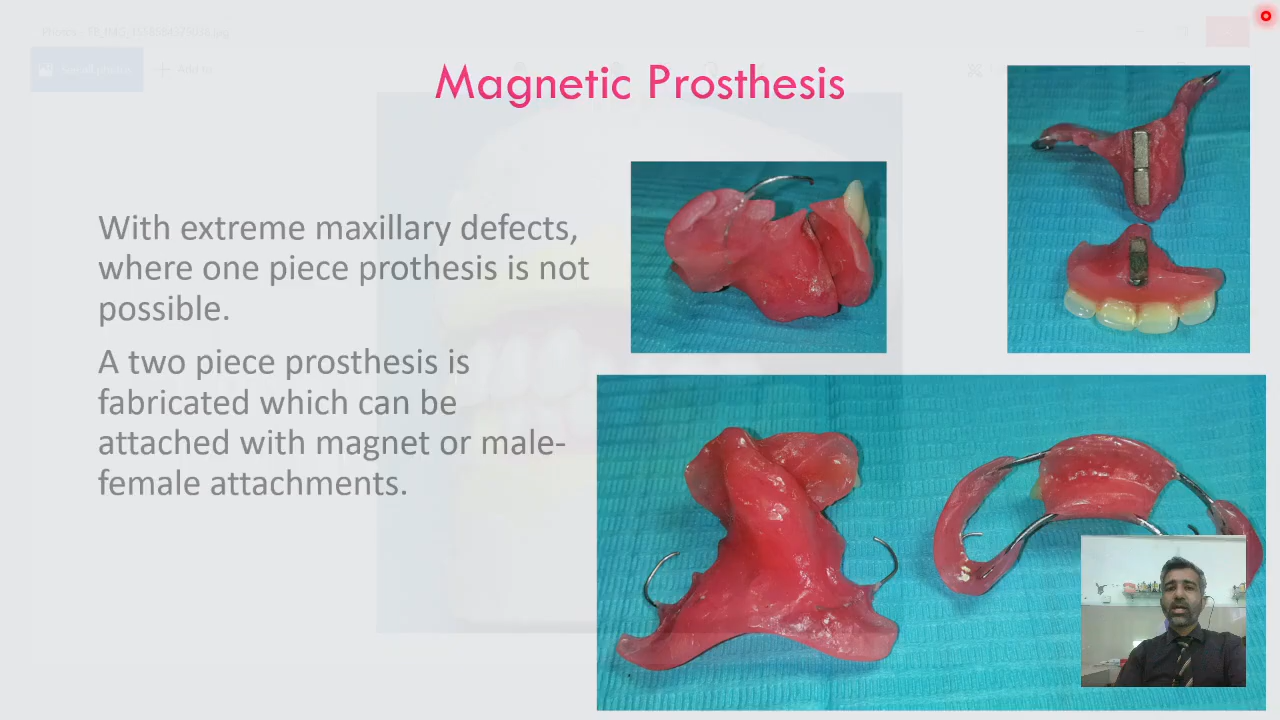 Magnetic Prosthesis
With extreme maxillary defects,
where one piece prothesis is not
possible.
A two piece prosthesis is
fabricated which can be
attached with magnet or male-
female attachments.